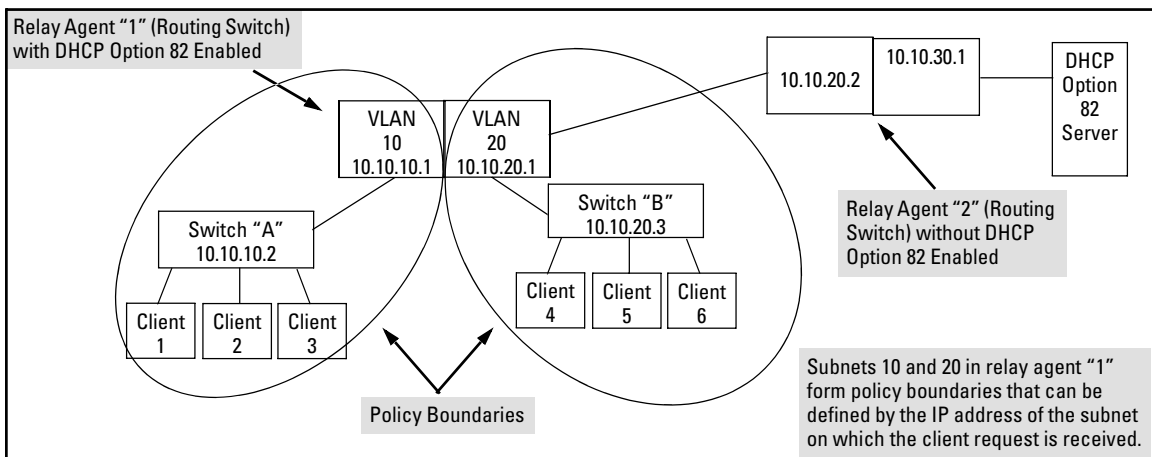 Relay Agent “1” (Routing Switch)
with DHCP Option 82 Enabled
VLAN
10
10.10.10.1
VLAN
20
10.10.20.1
10.10.20.2
10.10.30.1
DHCP
Option
82
Server
Switch “A”
10.10.10.2
Switch “B”
10.10.20.3
Client
1
Client
2
Client
3
Client
4
Client
5
Client
6
Relay Agent “2” (Routing
Switch) without DHCP
Option 82 Enabled
Policy Boundaries
Subnets 10 and 20 in relay agent “1”
form policy boundaries that can be
defined by the IP address of the subnet
on which the client request is received.